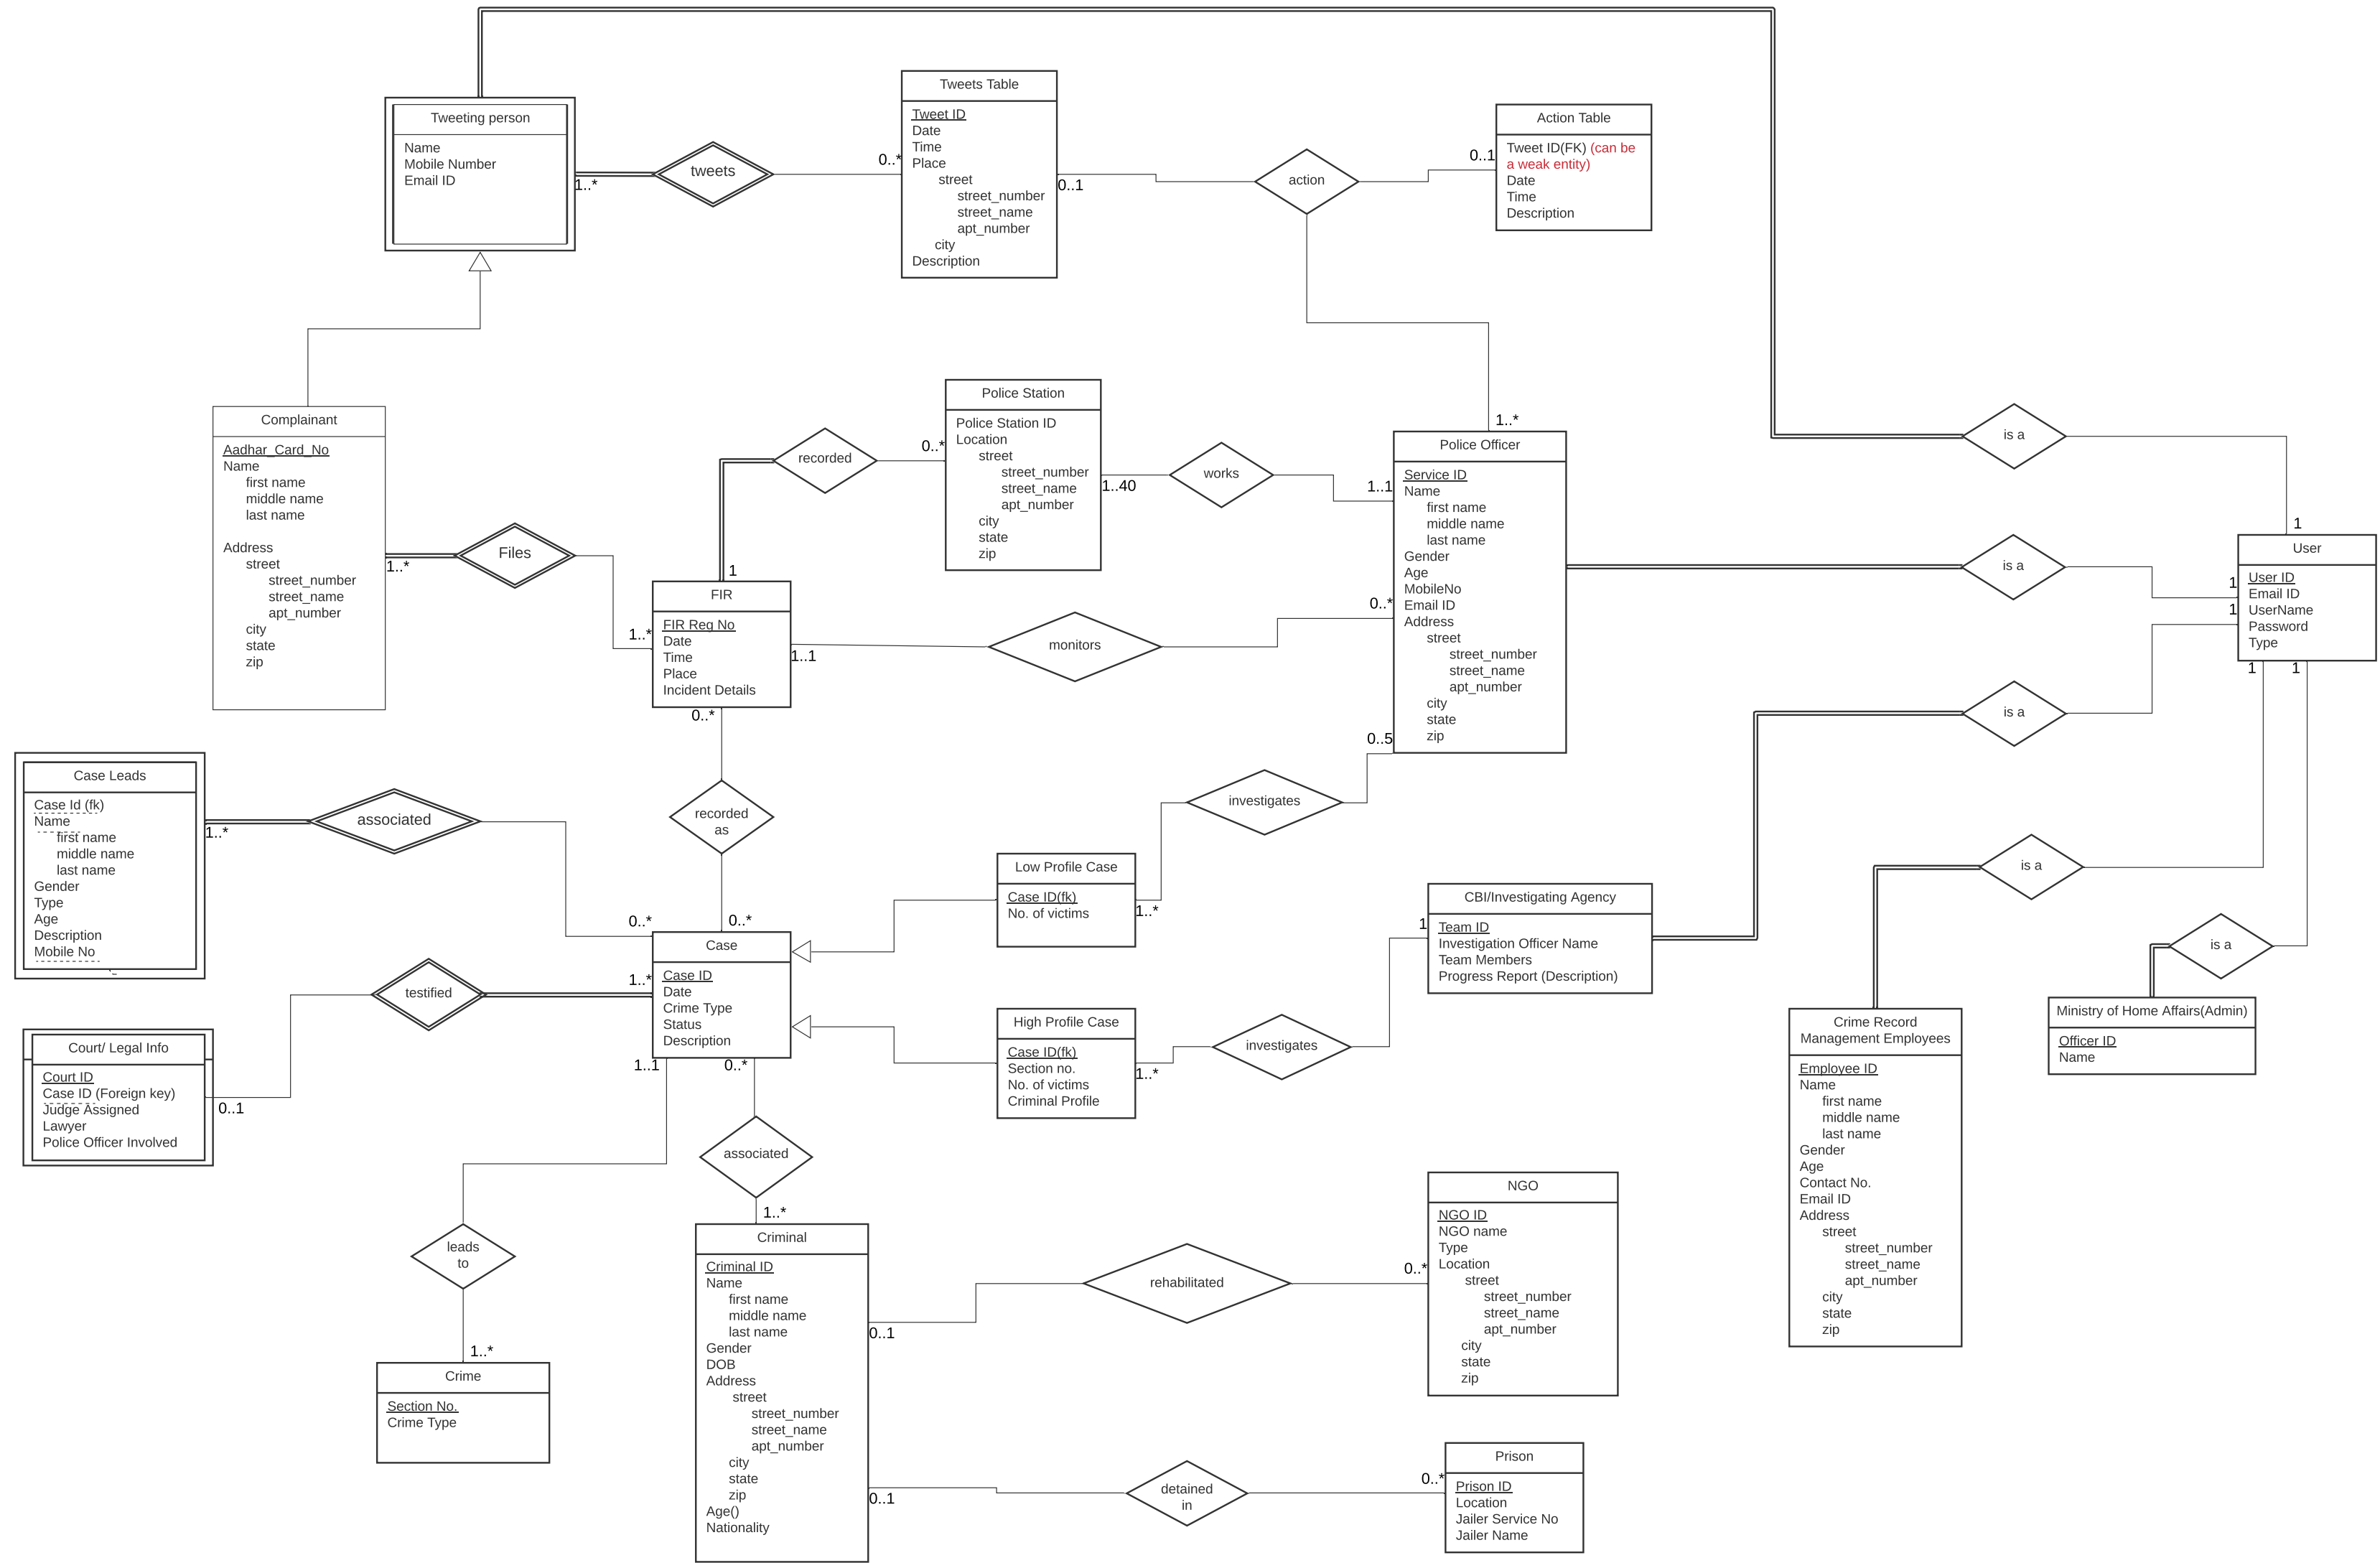 Tweeting person
Name
Mobile Number
Email ID
1..*
tweets
0..*
Tweets Table
Tweet ID
Date
Time
Place
street
street_number
street_name
apt_number
city
Description
0..1
action
0..1
Action Table
Tweet ID(FK) (can be
a weak entity)
Date
Time
Description
Complainant
Aadhar_Card_No
Name
first name
middle name
last name
Address
street
street_number
street_name
apt_number
city
state
zip
1..*
Files
1..*
recorded
0..*
1
Police Station
Police Station ID
Location
street
street_number
street_name
apt_number
city
state
zip
1..40
works
1..1
1..*
Police Officer
Service ID
Name
first name
middle name
last name
Gender
Age
MobileNo
Email ID
Address
street
street_number
street_name
apt_number
city
state
zip
0..*
0..5
is a
1
is a
1
1
is a
User
User ID
Email ID
UserName
Password
Type
1
1
FIR
FIR Reg No
Date
Time
Place
Incident Details
1..1
monitors
0..*
recorded
as
0..*
Case Leads
Case Id (fk)
Name
first name
middle name
last name
Gender
Type
Age
Description
Mobile No
1..*
associated
0..*
testified
1..*
Court/ Legal Info
Court ID
Case ID (Foreign key)
Judge Assigned
Lawyer
Police Officer Involved
0..1
Case
Case ID
Date
Crime Type
Status
Description
1..1
0..*
investigates
Low Profile Case
Case ID(fk)
No. of victims
1..*
High Profile Case
Case ID(fk)
Section no.
No. of victims
Criminal Profile
1..*
investigates
1
CBI/Investigating Agency
Team ID
Investigation Officer Name
Team Members
Progress Report (Description)
is a
is a
Crime Record
Management Employees
Employee ID
Name
first name
middle name
last name
Gender
Age
Contact No.
Email ID
Address
street
street_number
street_name
apt_number
city
state
zip
Ministry of Home Affairs(Admin)
Officer ID
Name
associated
1..*
leads
to
1..*
Crime
Section No.
Crime Type
Criminal
Criminal ID
Name
first name
middle name
last name
Gender
DOB
Address
street
street_number
street_name
apt_number
city
state
zip
Age()
Nationality
0..1
rehabilitated
0..*
NGO
NGO ID
NGO name
Type
Location
street
street_number
street_name
apt_number
city
state
zip
0..1
detained
in
0..*
Prison
Prison ID
Location
Jailer Service No
Jailer Name